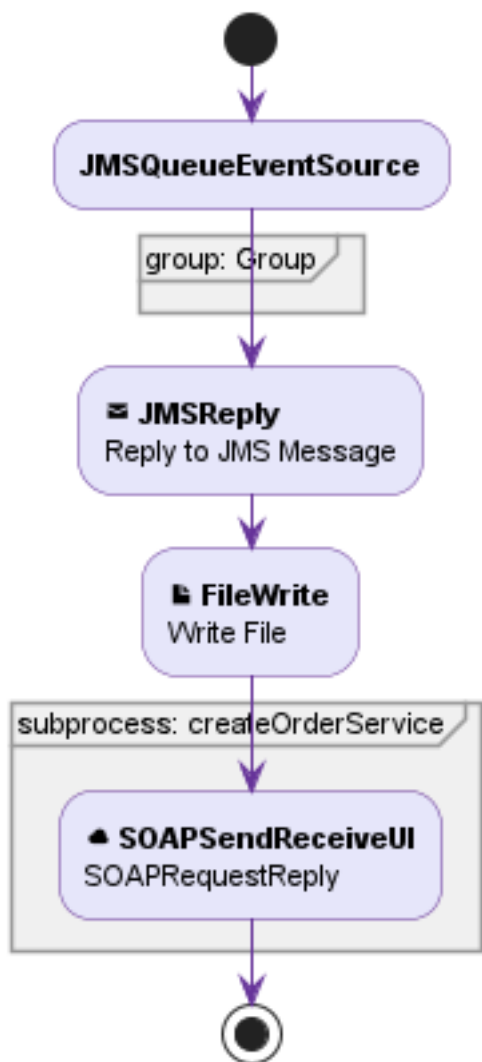 JMSQueueEventSource
group: Group
JMSReply
Reply to JMS Message
FileWrite
Write File
subprocess: createOrderService
SOAPSendReceiveUI
SOAPRequestReply